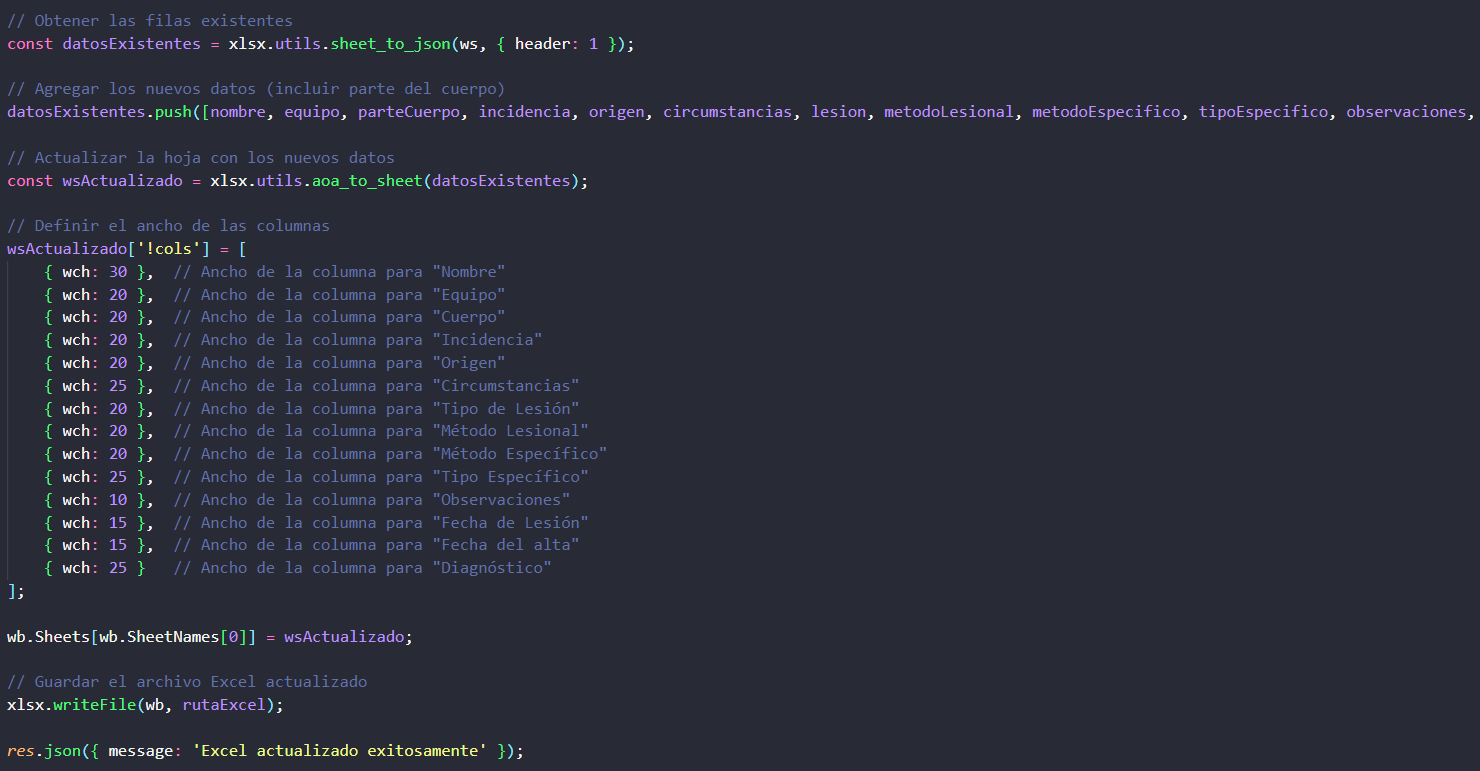 // Obtener las filas existentes
const datosExistentes = xlsx.utils.sheet_to_json(ws, { header: 1 });
// Agregar los nuevos datos (incluir parte del cuerpo)
datosExistentes.push([nombre, equipo, parteCuerpo, incidencia, origen, circumstancias, lesion, metodoLesional, metodoEspecifico, tipoEspecifico, observaciones,
// Actualizar la hoja con los nuevos datos
const wsActualizado = xlsx.utils.aoa_to_sheet(datosExistentes);
// Definir el ancho de las columnas
wsActualizado['!cols'] = [
{ wch: 30 }, // Ancho de la columna para "Nombre"
{ wch: 20 }, // Ancho de la columna para "Equipo"
{ wch: 20 }, // Ancho de la columna para "Cuerpo"
{ wch: 20 }, // Ancho de la columna para "Incidencia"
{ wch: 20 }, // Ancho de la columna para "Origen"
{ wch: 25 }, // Ancho de la columna para "Circumstancias"
{ wch: 20 }, // Ancho de la columna para "Tipo de Lesión"
{ wch: 20 }, // Ancho de la columna para "Método Lesional"
{ wch: 20 }, // Ancho de la columna para "Método Específico"
{ wch: 25 }, // Ancho de la columna para "Tipo Específico"
{ wch: 10 }, // Ancho de la columna para "Observaciones"
{ wch: 15 }, // Ancho de la columna para "Fecha de Lesión"
{ wch: 15 }, // Ancho de la columna para "Fecha del alta"
{ wch: 25 } // Ancho de la columna para "Diagnóstico"
];
wb.Sheets[wb.SheetNames[0]] = wsActualizado;
// Guardar el archivo Excel actualizado
xlsx.writeFile(wb, rutaExcel);
res.json({ message: 'Excel actualizado exitosamente' });